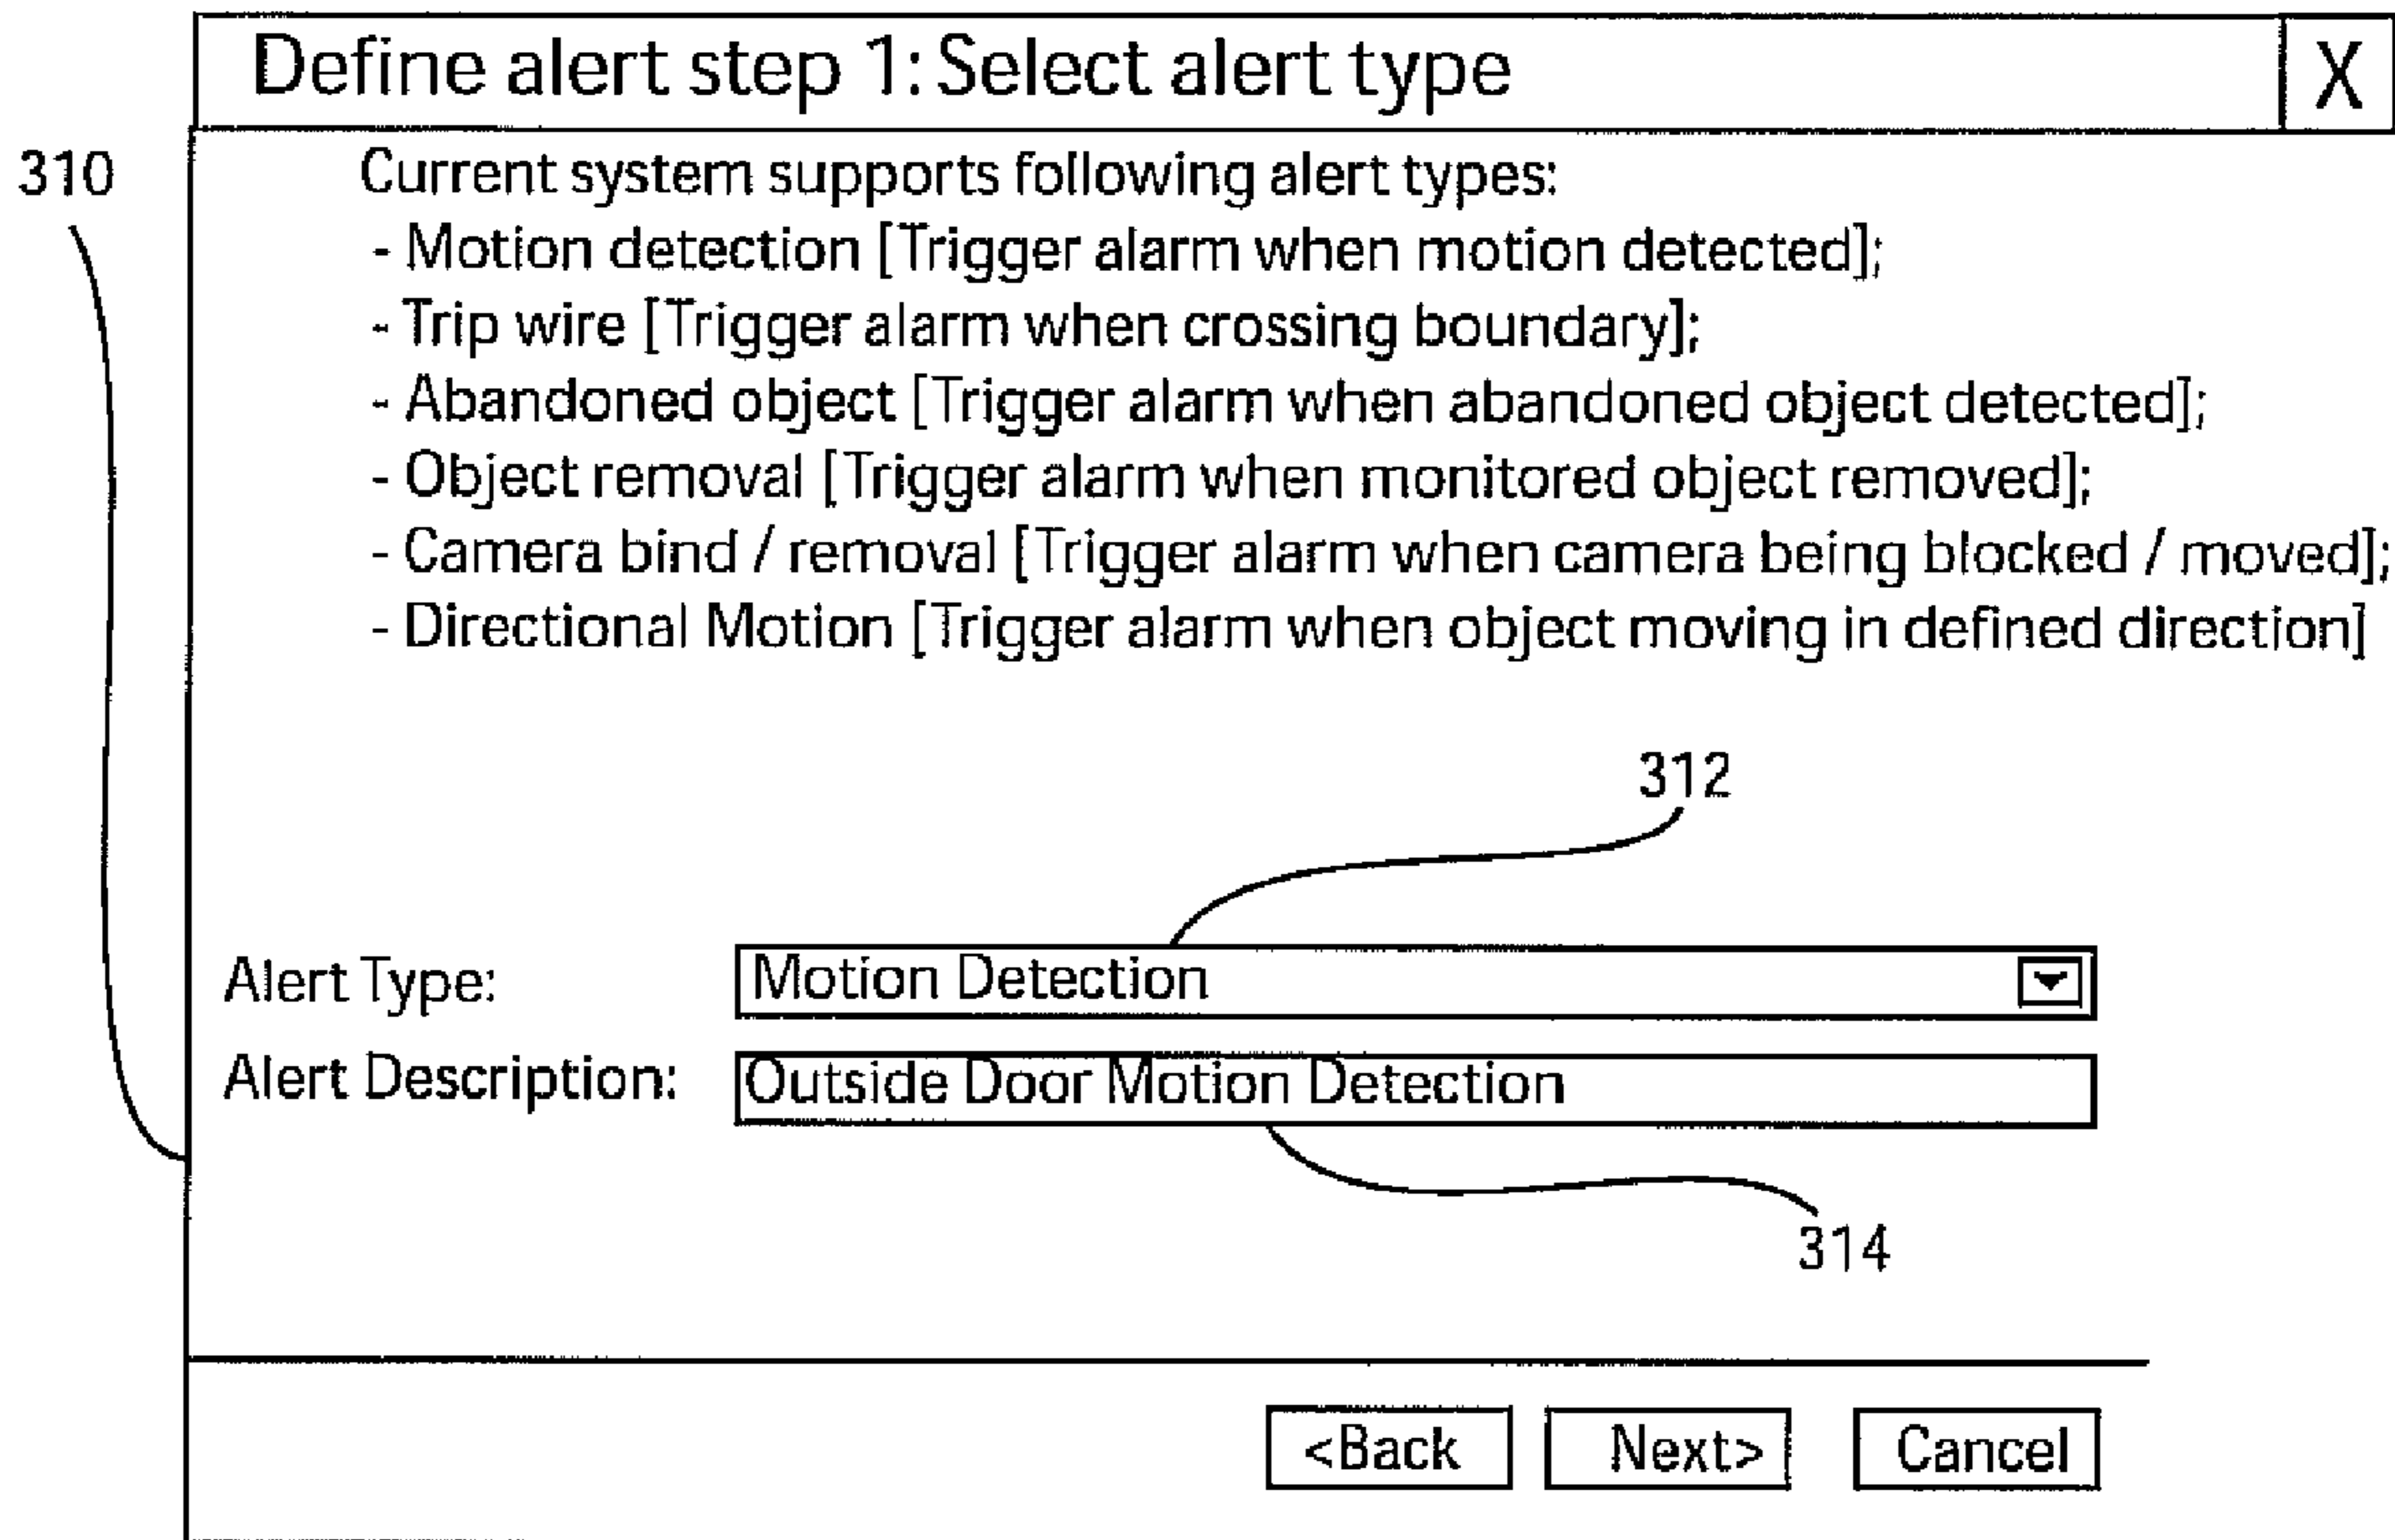 Define alert step 1: Select alert type X
310
Current system supports following alert types:
- Motion detection [Trigger alarm when motion detected];
- Trip wire [Trigger alarm when crossing boundary];
- Abandoned object [Trigger alarm when abandoned object detected];
- Object removal [Trigger alarm when monitored object removed];
- Camera bind / removal [Trigger alarm when camera being blocked / moved];
- Directional Motion [Trigger alarm when object moving in defined direction]
312
Alert Type: Motion Detection
Alert Description: Outside Door Motion Detection
314
<Back Next> Cancel